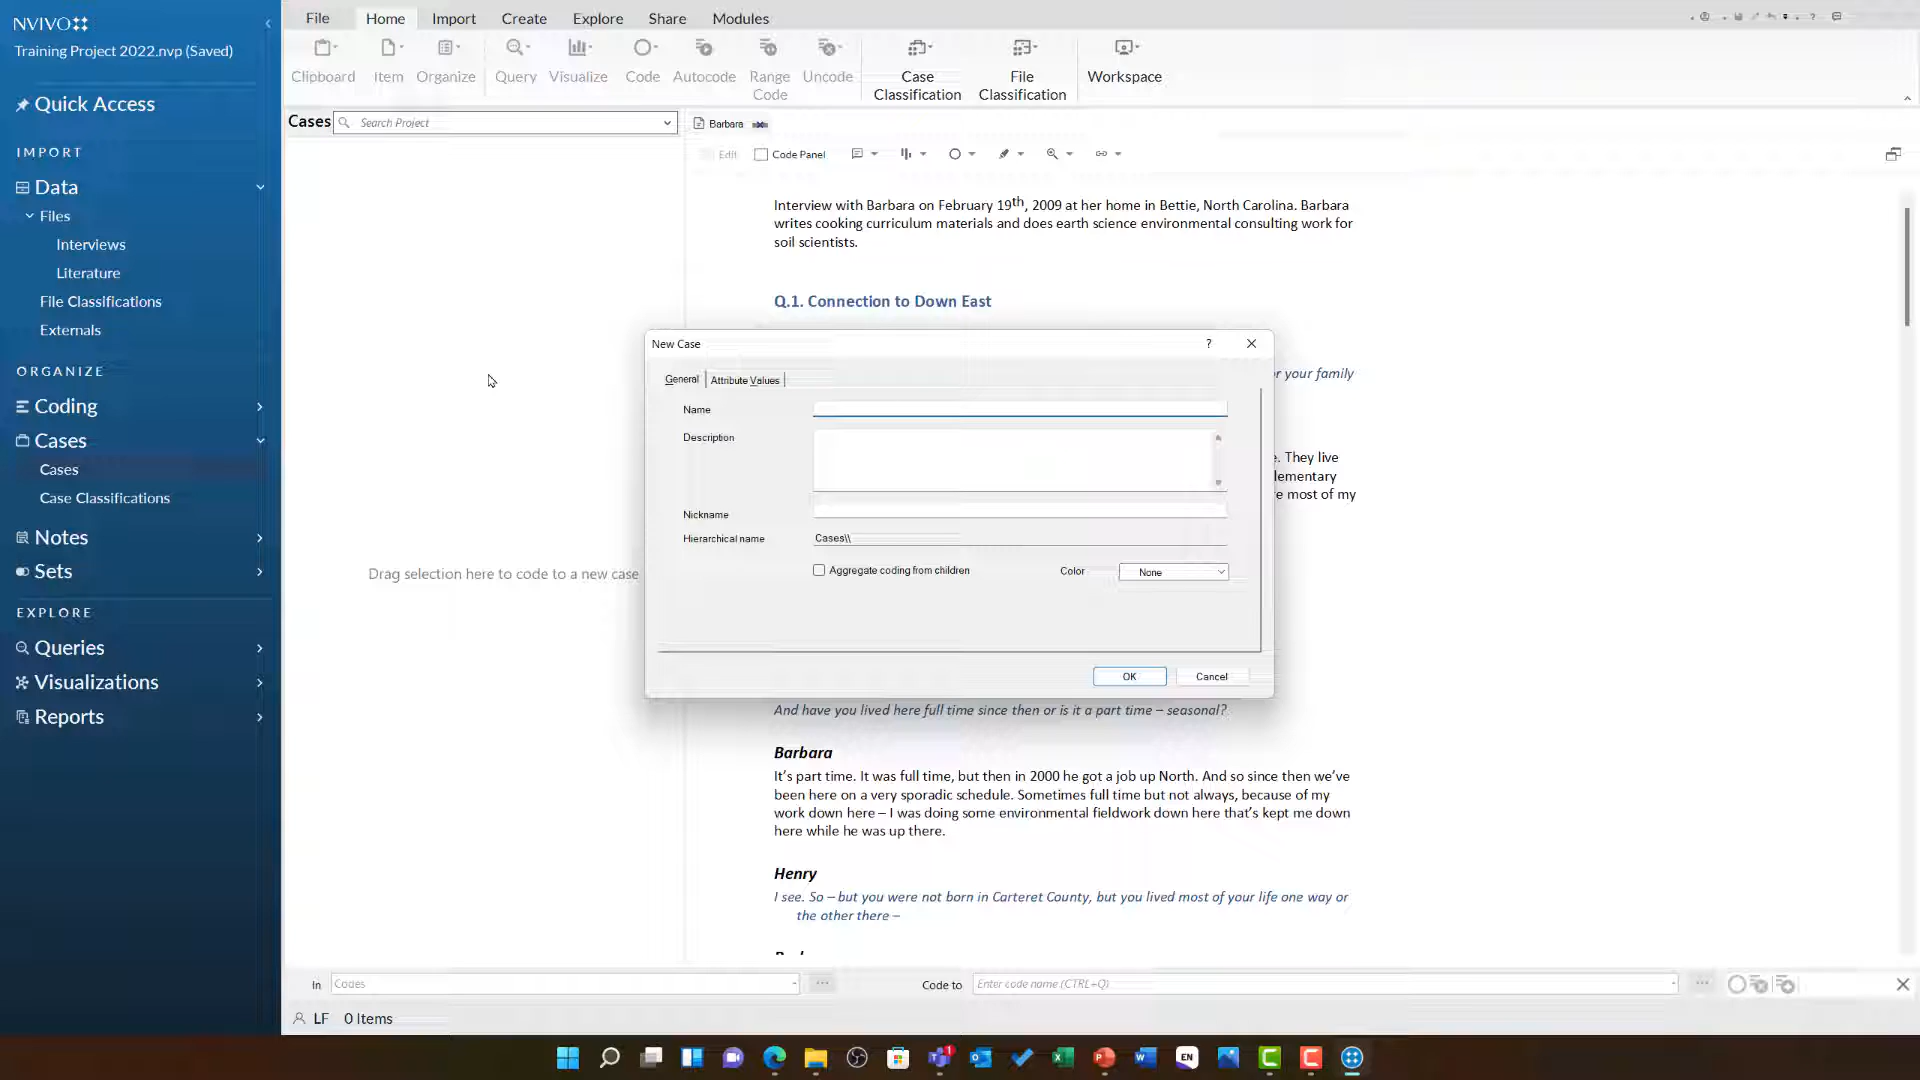 NVIVO
Training Project 2022.nvp (Saved)
Quick Access
IMPORT
Data
Files
Interviews
Literature
File Classifications
Externals
ORGANIZE
Coding
Cases
Cases
Case Classifications
Notes
Sets
EXPLORE
Queries
Visualizations
Reports
File Home Import Create Explore Share Modules
Clipboard Item Organize Query Visualize Code Autocode Range Code Uncode Case Classification File Classification Workspace
Cases Search Project
Drag selection here to code to a new case
Barbara
Edit Code Panel
Interview with Barbara on February 19th, 2009 at her home in Bettie, North Carolina. Barbara
writes cooking curriculum materials and does earth science environmental consulting work for
soil scientists.
Q.1. Connection to Down East
r your family
e. They live
lementary
e most of my
New Case ?
General Attribute Values
Name
Description
Nickname
Hierarchical name Cases\\
Aggregate coding from children Color None
OK Cancel
And have you lived here full time since then or is it a part time – seasonal?
Barbara
It's part time. It was full time, but then in 2000 he got a job up North. And so since then we've
been here on a very sporadic schedule. Sometimes full time but not always, because of my
work down here – I was doing some environmental fieldwork down here that's kept me down
here while he was up there.
Henry
I see. So – but you were not born in Carteret County, but you lived most of your life one way or
the other there –
In Codes ... Code to Enter code name (CTRL+Q) ...
LF 0 Items
EN